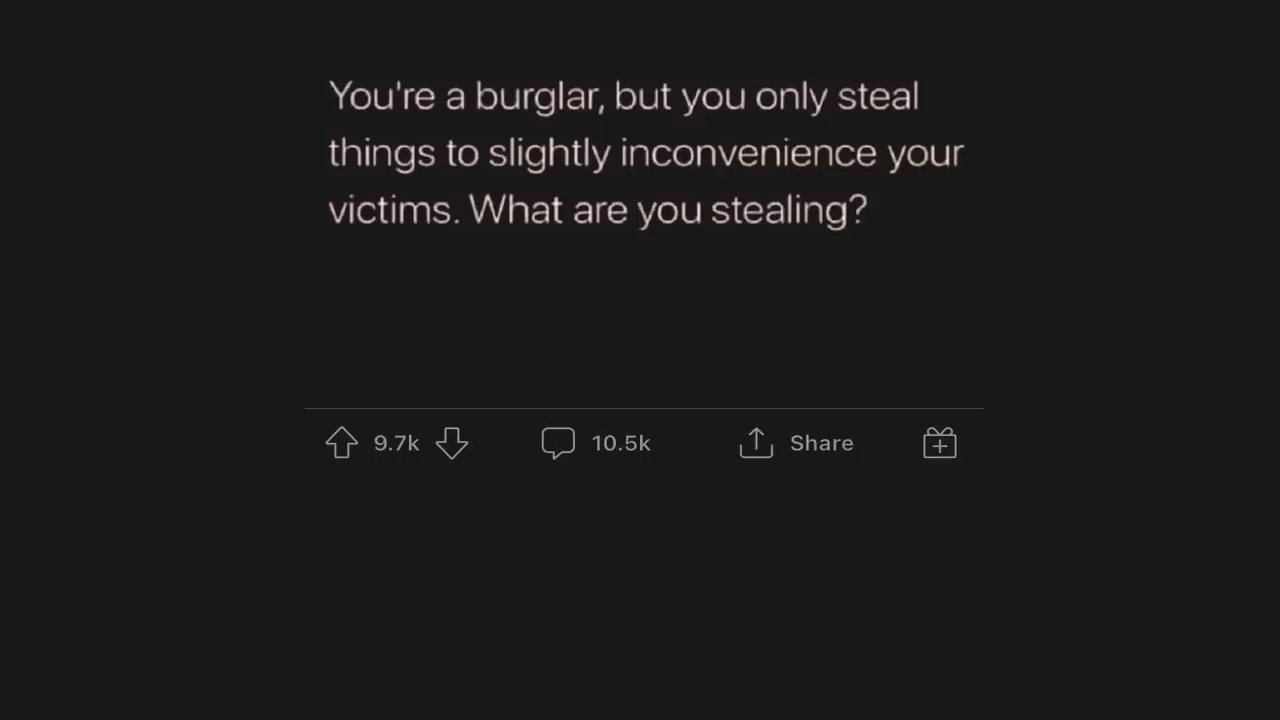 You're a burglar, but you only steal
things to slightly inconvenience your
victims. What are you stealing?
9.7k 10.5k Share